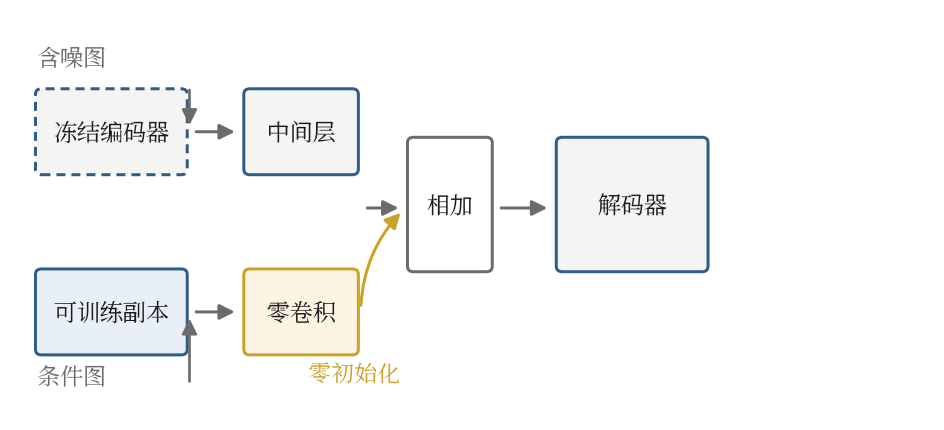 含噪图
冻结编码器
中间层
相加
解码器
可训练副本
零卷积
条件图
零初始化